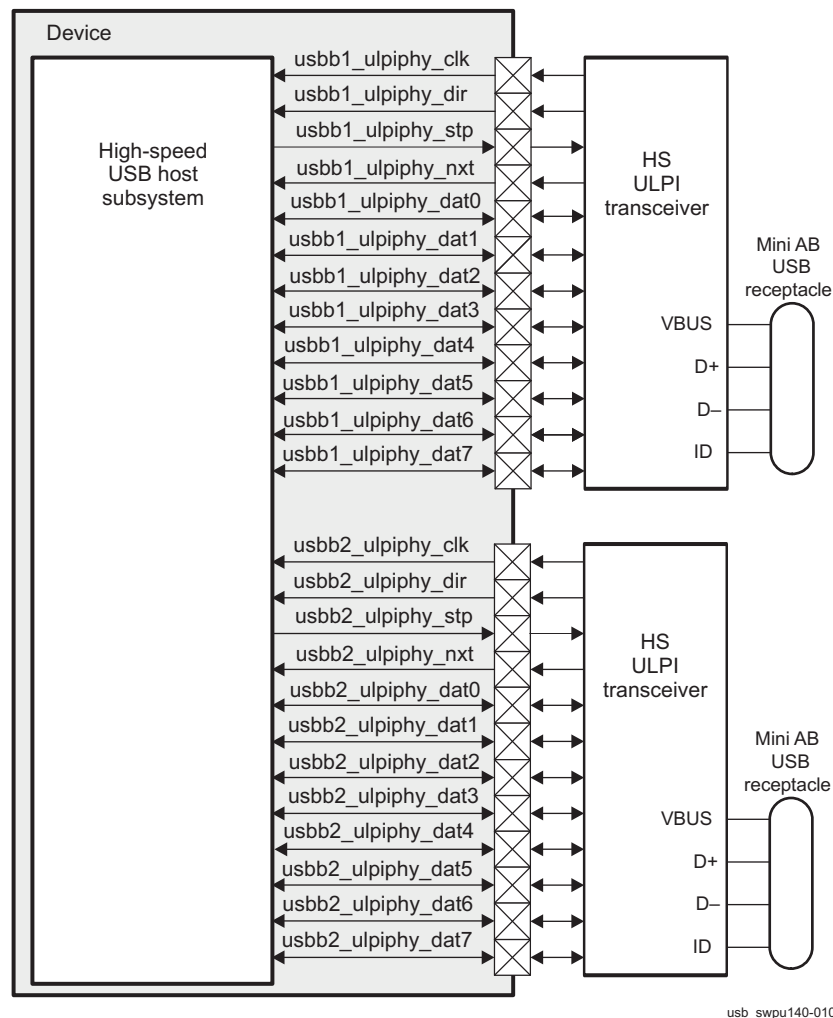 Device
High-speed
USB host
subsystem
usbb1_ulpiphy_clk
usbb1_ulpiphy_dir
usbb1_ulpiphy_stp
usbb1_ulpiphy_nxt
usbb1_ulpiphy_dat0
usbb1_ulpiphy_dat1
usbb1_ulpiphy_dat2
usbb1_ulpiphy_dat3
usbb1_ulpiphy_dat4
usbb1_ulpiphy_dat5
usbb1_ulpiphy_dat6
usbb1_ulpiphy_dat7
HS
ULPI
transceiver
VBUS
D+
D–
ID
Mini AB
USB
receptacle
usbb2_ulpiphy_clk
usbb2_ulpiphy_dir
usbb2_ulpiphy_stp
usbb2_ulpiphy_nxt
usbb2_ulpiphy_dat0
usbb2_ulpiphy_dat1
usbb2_ulpiphy_dat2
usbb2_ulpiphy_dat3
usbb2_ulpiphy_dat4
usbb2_ulpiphy_dat5
usbb2_ulpiphy_dat6
usbb2_ulpiphy_dat7
HS
ULPI
transceiver
VBUS
D+
D–
ID
Mini AB
USB
receptacle
usb_swpu140-010